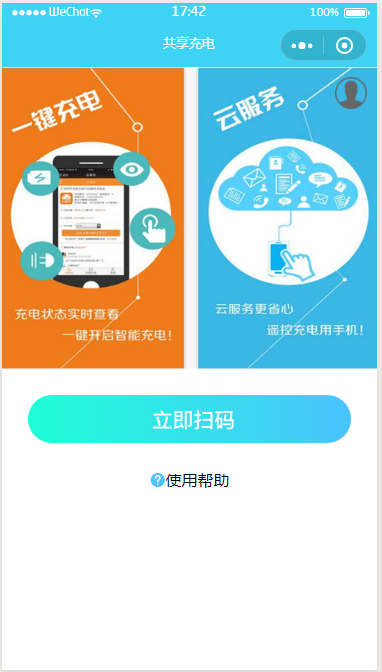 WeChat
17:42
100%
共享充电
一键充电
云服务
充电状态实时查看
一键开启智能充电！
云服务更省心
遥控充电用手机！
立即扫码
?使用帮助